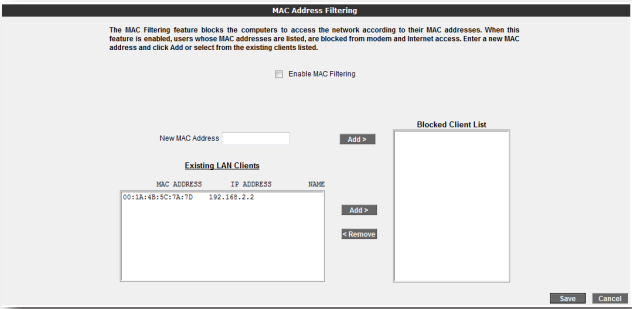 MAC Address Filtering
The MAC Filtering feature blocks the computers to access the network according to their MAC addresses. When this
feature is enabled, users whose MAC addresses are listed, are blocked from modem and Internet access. Enter a new MAC
address and click Add or select from the existing clients listed.
Enable MAC Filtering
Blocked Client List
New MAC Address
Add >
Existing LAN Clients
MAC ADDRESS IP ADDRESS NAME
00:1A:4B:5C:7A:7D 192.168.2.2
Add >
< Remove
Save Cancel